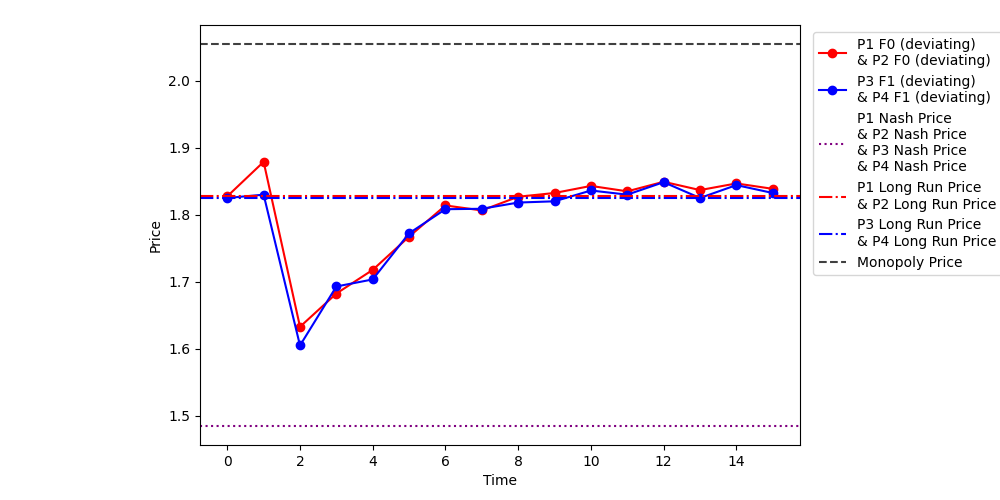 2.0
1.9
1.8
1.7
1.6
1.5
Price
0
2
4
6
8
10
12
14
Time
P1 F0 (deviating)
& P2 F0 (deviating)
P3 F1 (deviating)
& P4 F1 (deviating)
P1 Nash Price
& P2 Nash Price
& P3 Nash Price
& P4 Nash Price
P1 Long Run Price
& P2 Long Run Price
P3 Long Run Price
& P4 Long Run Price
Monopoly Price